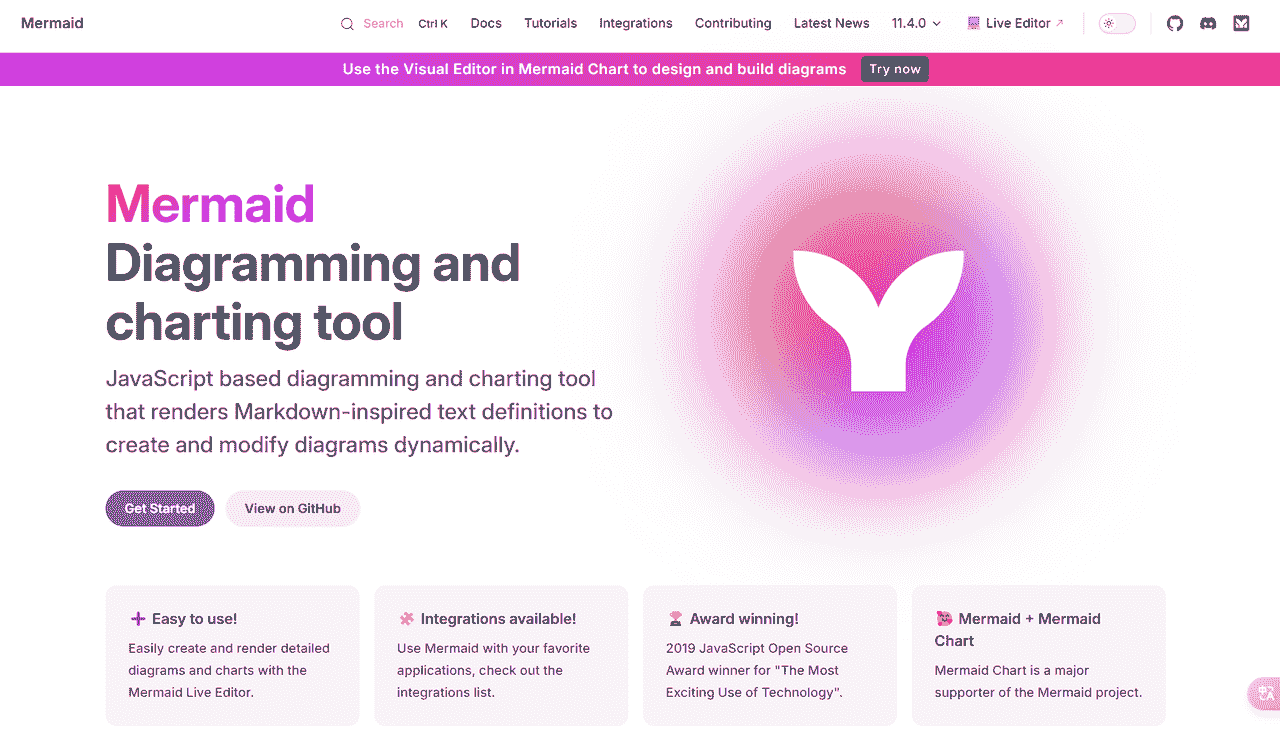 Mermaid
Search Ctrl K Docs Tutorials Integrations Contributing Latest News 11.4.0 Live Editor
Use the Visual Editor in Mermaid Chart to design and build diagrams Try now
Mermaid
Diagramming and
charting tool
JavaScript based diagramming and charting tool
that renders Markdown-inspired text definitions to
create and modify diagrams dynamically.
Get Started View on GitHub
Easy to use!
Easily create and render detailed
diagrams and charts with the
Mermaid Live Editor.
Integrations available!
Use Mermaid with your favorite
applications, check out the
integrations list.
Award winning!
2019 JavaScript Open Source
Award winner for "The Most
Exciting Use of Technology".
Mermaid + Mermaid
Chart
Mermaid Chart is a major
supporter of the Mermaid project.